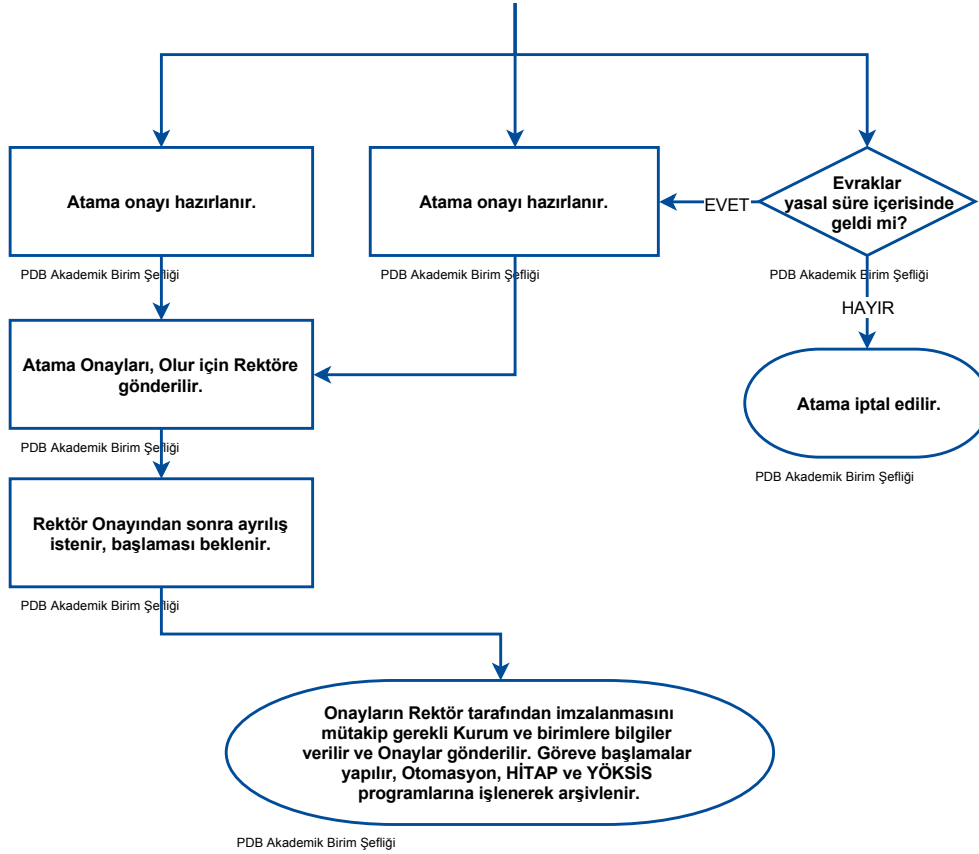 Atama onayı hazırlanır.
PDB Akademik Birim Şefliği
Atama onayı hazırlanır.
PDB Akademik Birim Şefliği
EVET
Evraklar
yasal süre içerisinde
geldi mi?
PDB Akademik Birim Şefliği
HAYIR
Atama Onayları, Olur için Rektöre
gönderilir.
PDB Akademik Birim Şefliği
Atama iptal edilir.
PDB Akademik Birim Şefliği
Rektör Onayından sonra ayrılış
istenir, başlaması beklenir.
PDB Akademik Birim Şefliği
Onayların Rektör tarafından imzalanmasını
mütakip gerekli Kurum ve birimlere bilgiler
verilir ve Onaylar gönderilir. Göreve başlamalar
yapılır, Otomasyon, HİTAP ve YÖKSİS
programlarına işlenerek arşivlenir.
PDB Akademik Birim Şefliği